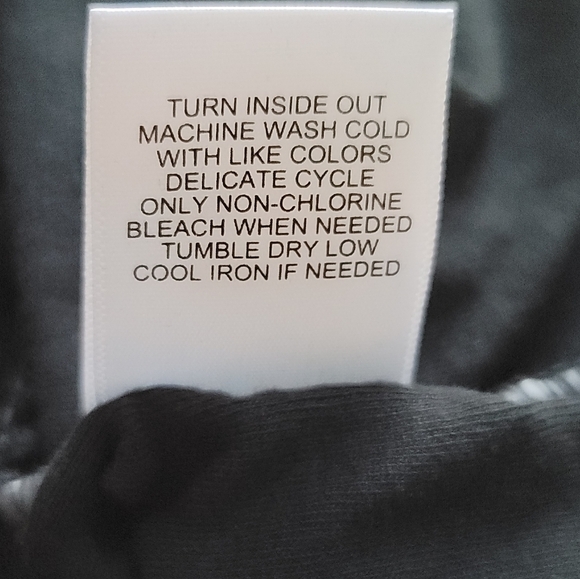 TURN INSIDE OUT
MACHINE WASH COLD
WITH LIKE COLORS
DELICATE CYCLE
ONLY NON-CHLORINE
BLEACH WHEN NEEDED
TUMBLE DRY LOW
COOL IRON IF NEEDED